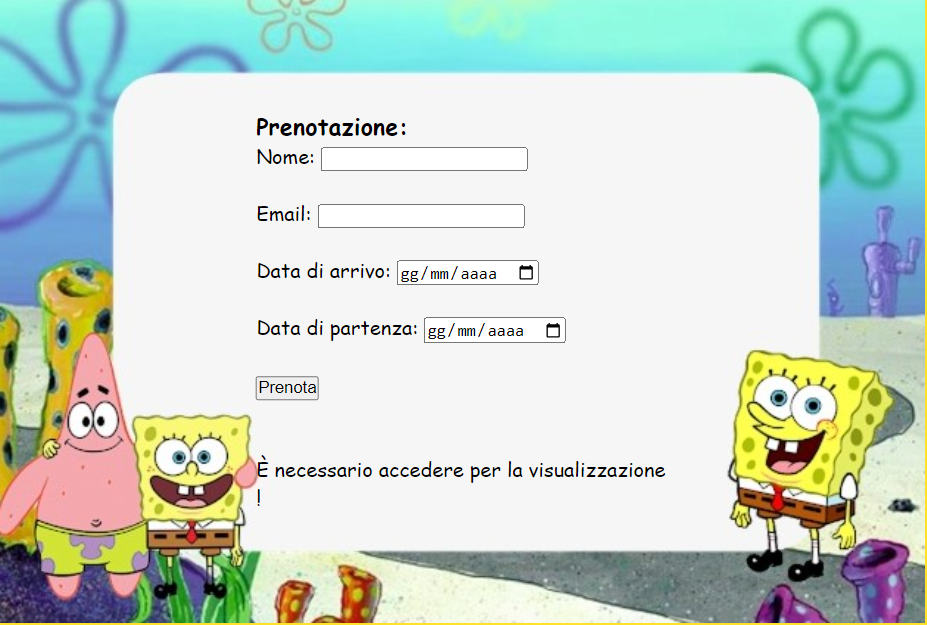 Prenotazione:
Nome:
Email:
Data di arrivo: gg/mm/aaaa
Data di partenza: gg/mm/aaaa
Prenota
È necessario accedere per la visualizzazione
!